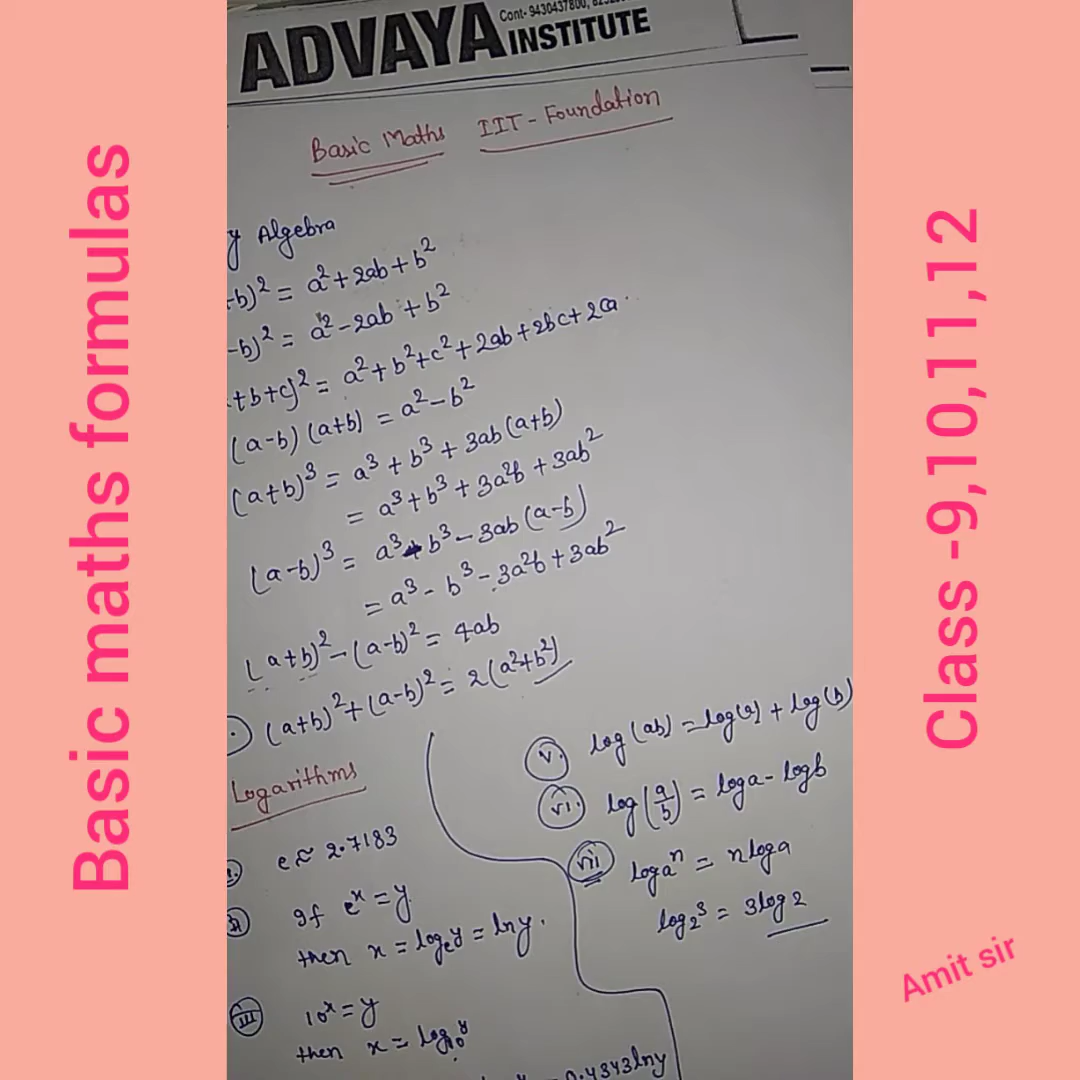 Basic maths formulas
Class -9,10,11,12
Amit sir
Cont- 9430437800,
ADVAYA INSTITUTE
Basic Maths IIT - Foundation
y Algebra
+b)² = a² + 2ab + b²
-b)² = a² - 2ab + b²
+b+c)² = a² + b² + c² + 2ab + 2bc + 2ca
(a-b) (a+b) = a² - b²
(a+b)³ = a³ + b³ + 3ab (a+b)
= a³ + b³ + 3a²b + 3ab²
(a-b)³ = a³ - b³ - 3ab (a-b)
= a³ - b³ - 3a²b + 3ab²
(a+b)² - (a-b)² = 4ab
(a+b)² + (a-b)² = 2(a²+b²)
Logarithms
e ≈ 2.7183
If eˣ = y
then x = logₑy = lny.
III 10ˣ = y
then x = log₁₀y
0.4343lny
v. log (ab) = log(a) + log(b)
vi. log(a/b) = loga - logb
vii logaⁿ = nloga
log2³ = 3log2